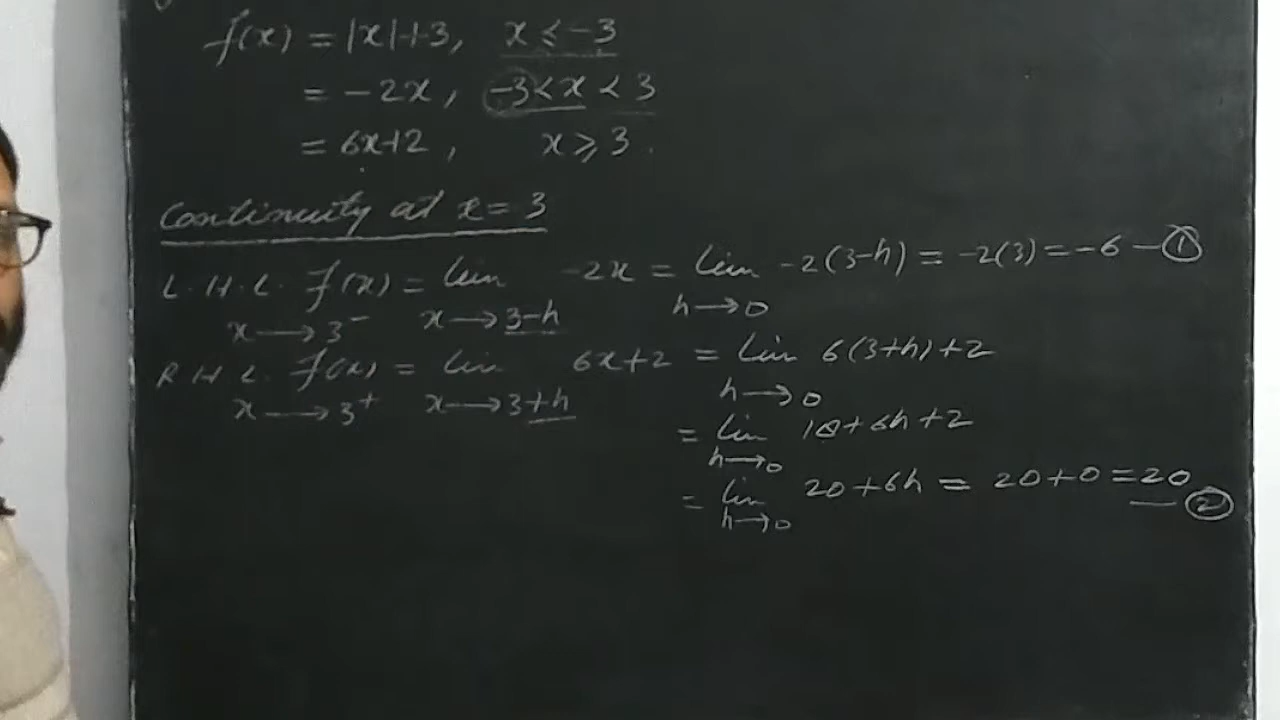 f(x) = |x|+3, x ≤ -3
= -2x, -3 < x < 3
= 6x+2, x ≥ 3.
Continuity at x = 3
L.H.L. f(x) = lim -2x = lim -2(3-h) = -2(3) = -6 — ①
x → 3⁻ x → 3-h h → 0
R.H.L. f(x) = lim 6x+2 = lim 6(3+h)+2
x → 3⁺ x → 3+h h → 0
= lim 18+6h+2
h → 0
= lim 20+6h = 20+0 = 20 — ②
h → 0